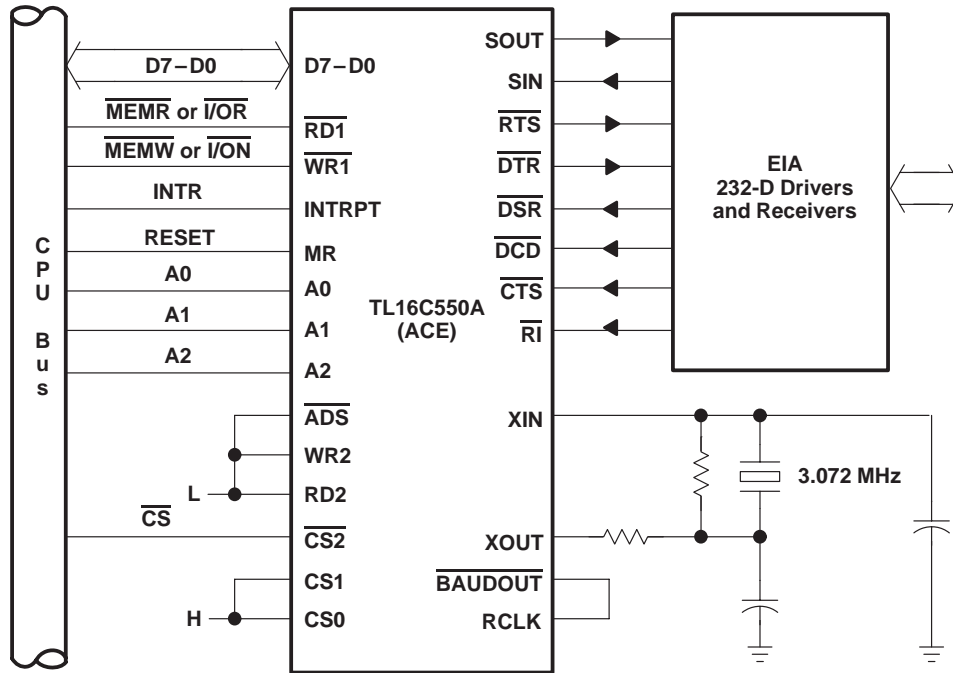 CPU Bus
D7–D0
MEMR or I/OR
MEMW or I/ON
INTR
RESET
A0
A1
A2
L
CS
H
D7–D0
RD1
WR1
INTRPT
MR
A0
A1
A2
ADS
WR2
RD2
CS2
CS1
CS0
TL16C550A
(ACE)
SOUT
SIN
RTS
DTR
DSR
DCD
CTS
RI
XIN
XOUT
BAUDOUT
RCLK
EIA
232-D Drivers
and Receivers
3.072 MHz